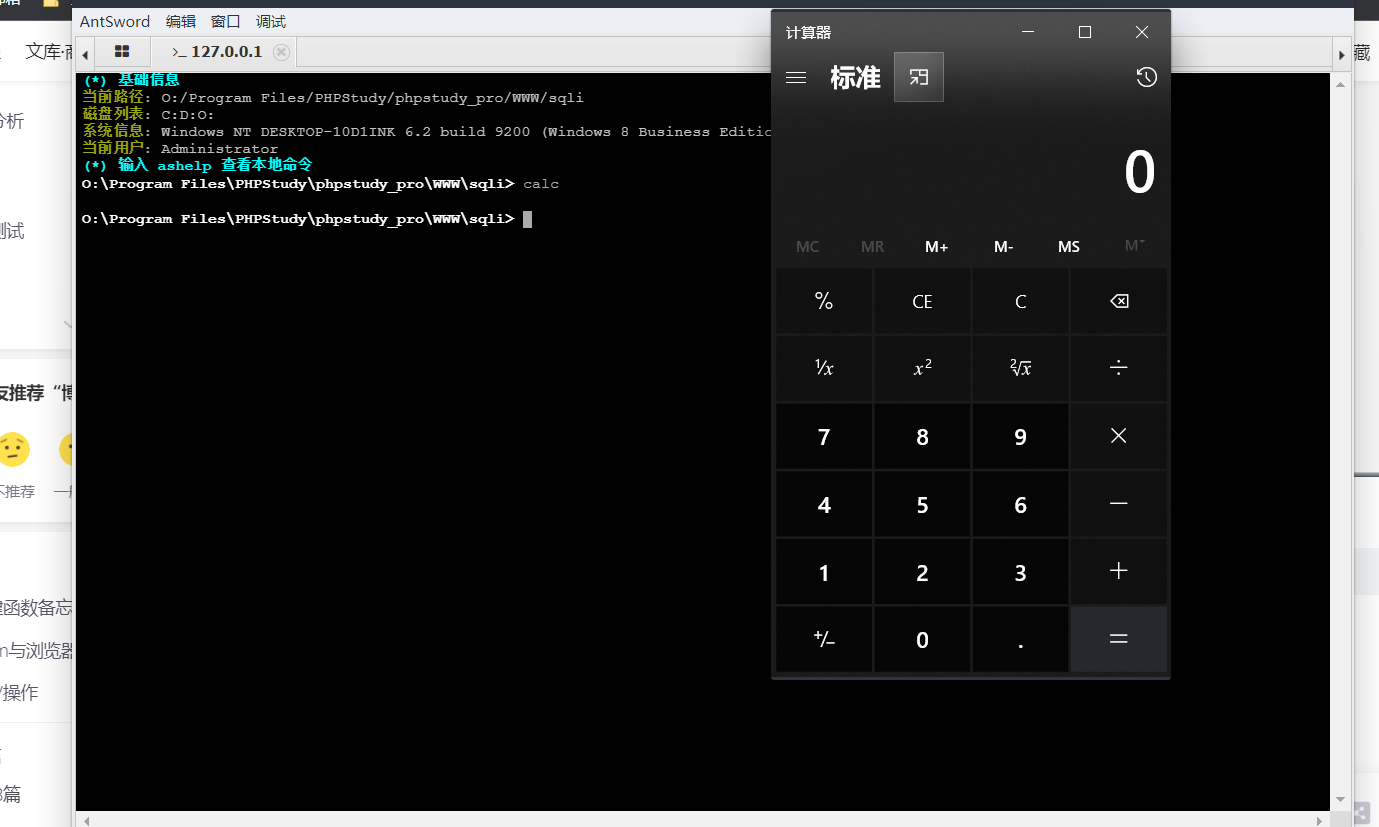 AntSword 编辑 窗口 调试
文库·
>_ 127.0.0.1
藏
(*) 基础信息
当前路径: O:/Program Files/PHPStudy/phpstudy_pro/WWW/sqli
磁盘列表: C:D:O:
系统信息: Windows NT DESKTOP-10D1INK 6.2 build 9200 (Windows 8 Business Editio
当前用户: Administrator
(*) 输入 ashelp 查看本地命令
O:\Program Files\PHPStudy\phpstudy_pro\WWW\sqli> calc
O:\Program Files\PHPStudy\phpstudy_pro\WWW\sqli>
计算器
标准
0
MC MR M+ M- MS M˅
% CE C
⅟x x² ²√x ÷
7 8 9 ×
4 5 6 −
1 2 3 +
+/− 0 . =
分析
测试
友推荐“博
不推荐 一般
建函数备忘
m与浏览器
操作
篇